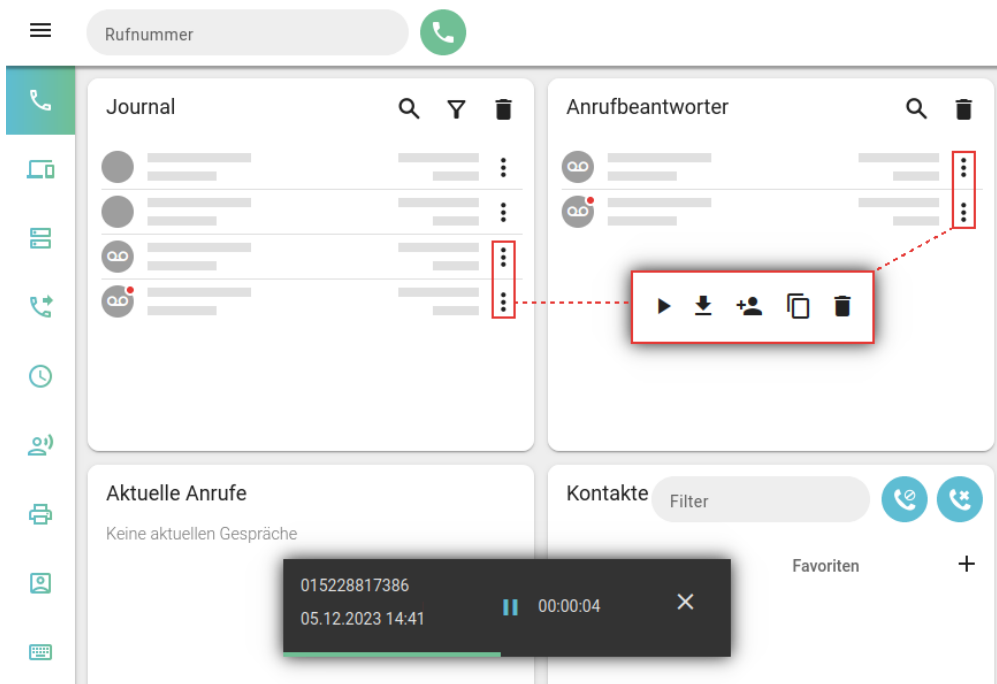 Rufnummer
Journal
Anrufbeantworter
Aktuelle Anrufe
Keine aktuellen Gespräche
Kontakte
Filter
Favoriten
015228817386
05.12.2023 14:41
00:00:04